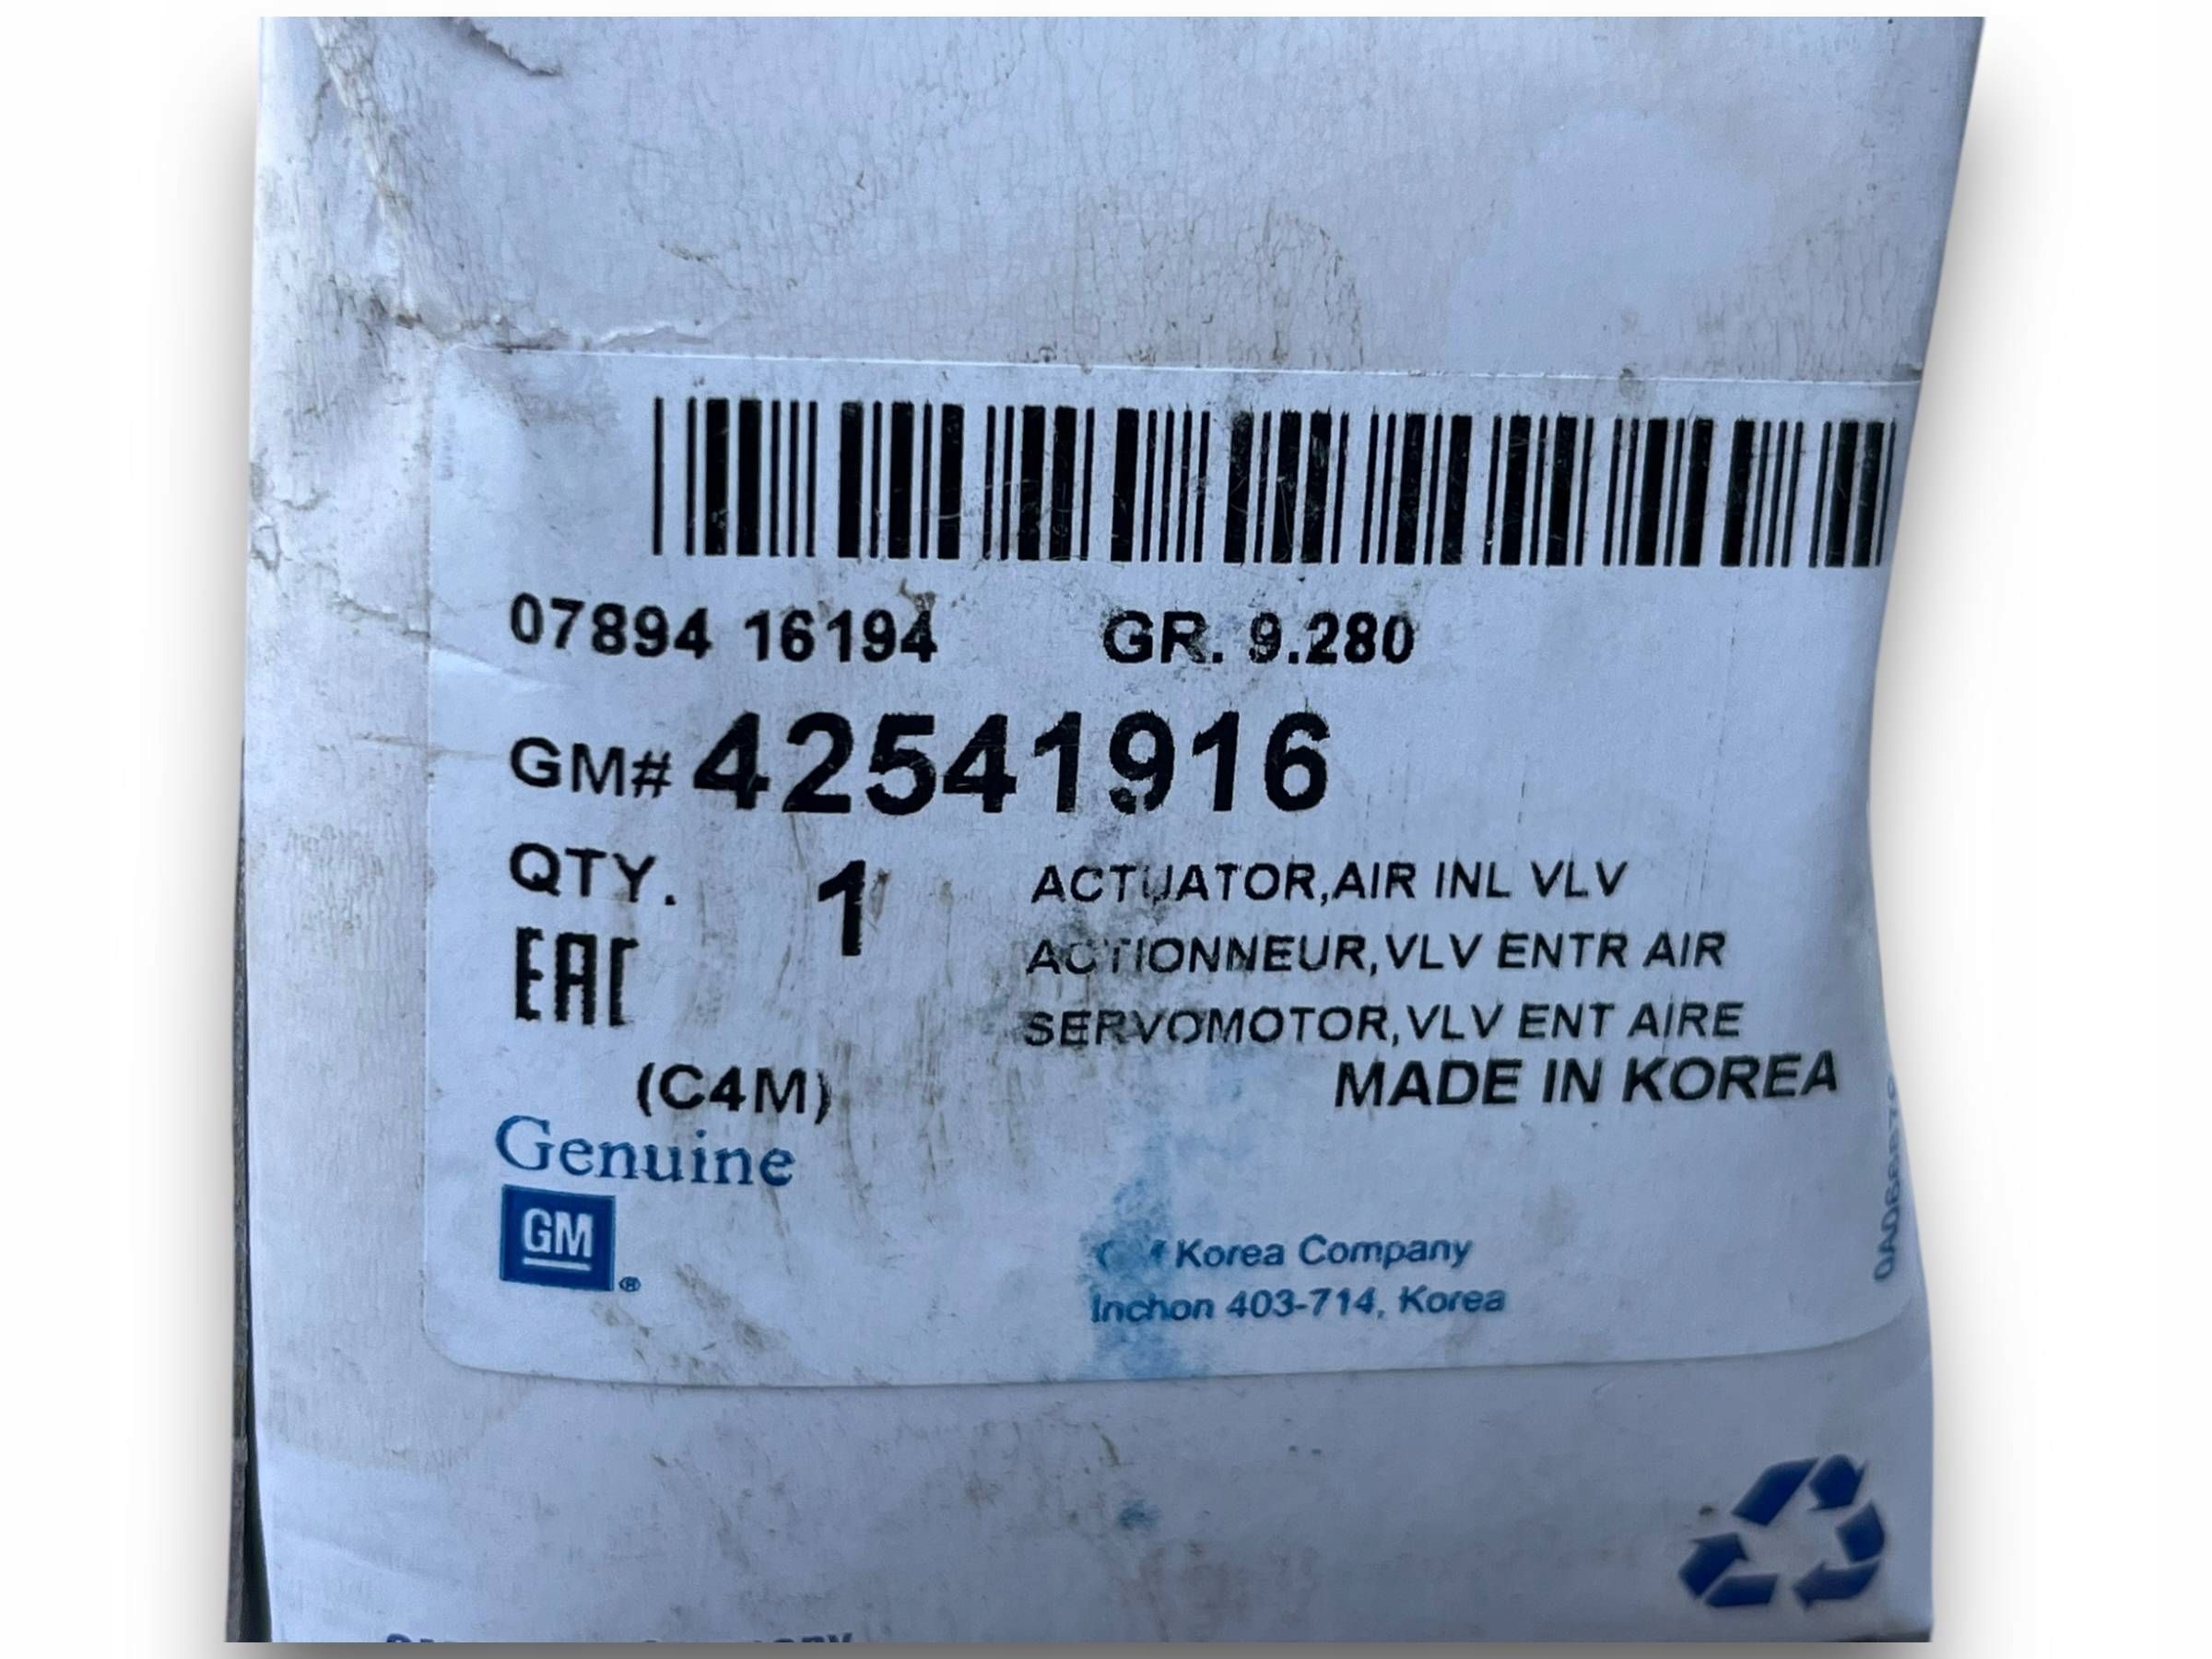 07894 16194 GR. 9.280
GM# 42541916
QTY. 1 ACTUATOR,AIR INL VLV
ACTIONNEUR,VLV ENTR AIR
EAC
SERVOMOTOR,VLV ENT AIRE
(C4M) MADE IN KOREA
Genuine
GM ®
GM Korea Company
Inchon 403-714, Korea